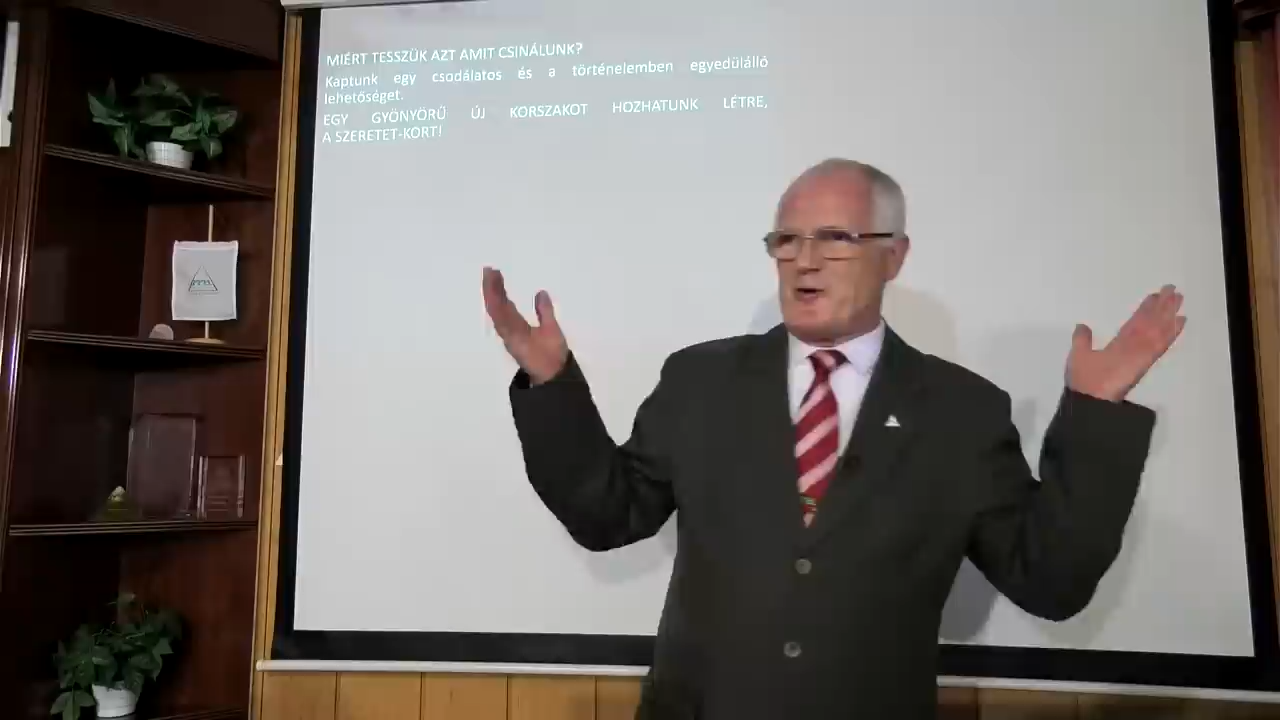 MIÉRT TESSZÜK AZT AMIT CSINÁLUNK?
Kaptunk egy csodálatos és a történelemben egyedülálló
lehetőséget.
EGY GYÖNYÖRŰ ÚJ KORSZAKOT HOZHATUNK LÉTRE,
A SZERETET-KORT!